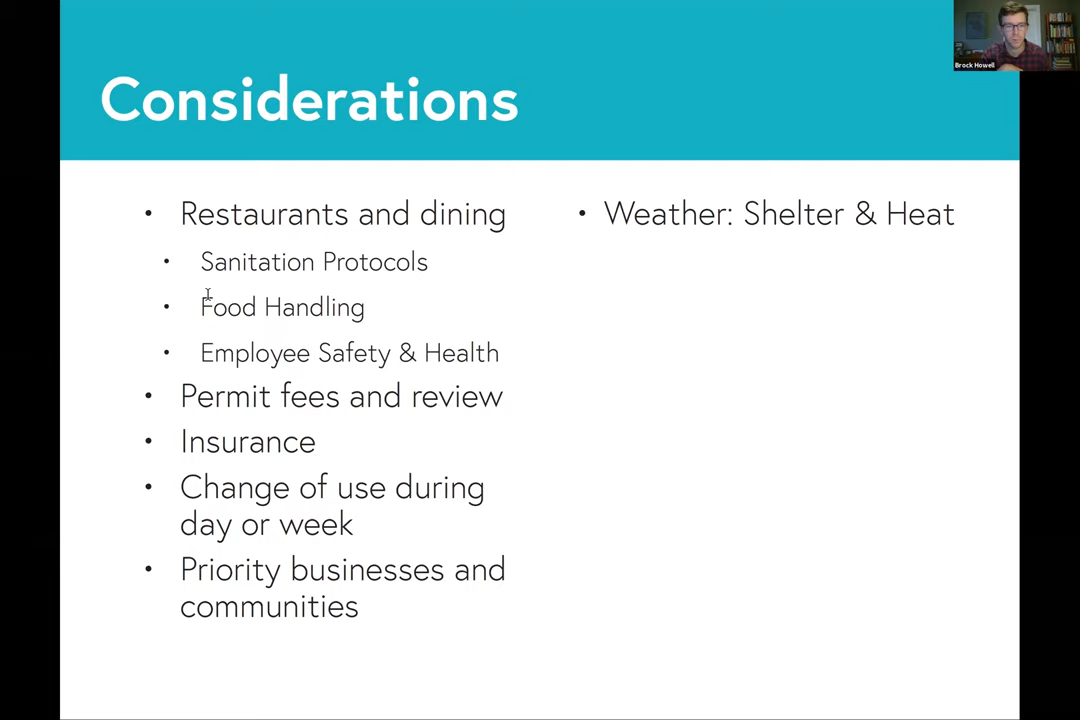 Considerations
Brock Howell
• Restaurants and dining
• Sanitation Protocols
• Food Handling
• Employee Safety & Health
• Permit fees and review
• Insurance
• Change of use during
day or week
• Priority businesses and
communities
• Weather: Shelter & Heat